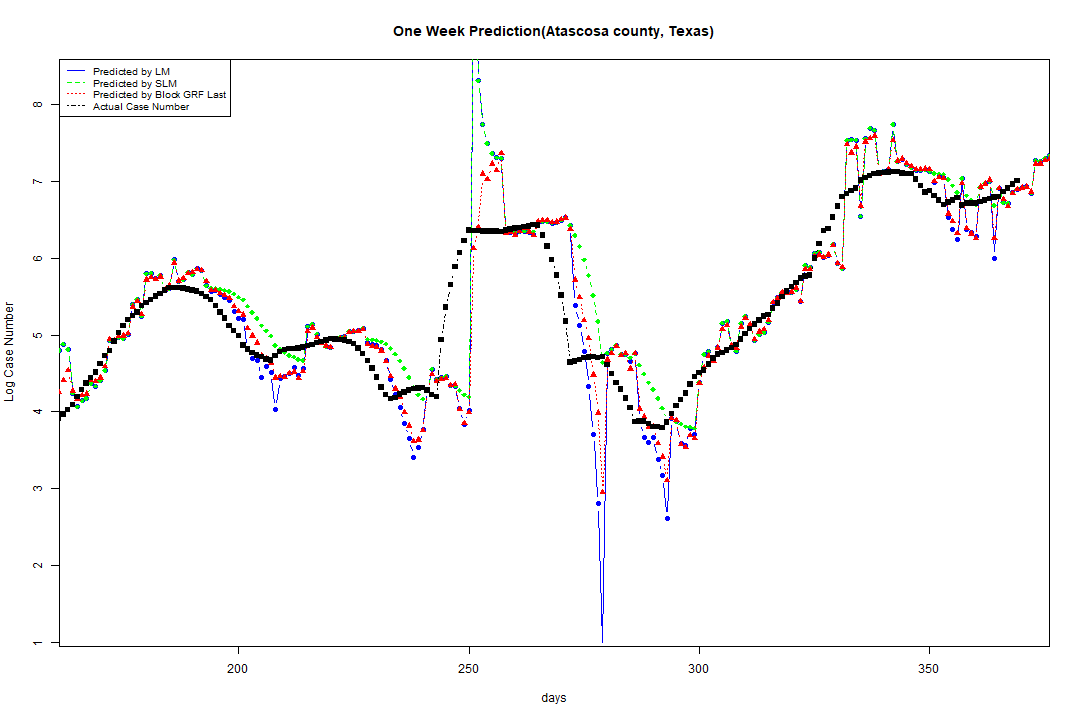 One Week Prediction(Atascosa county, Texas)
Predicted by LM
Predicted by SLM
Predicted by Block GRF Last
Actual Case Number
Log Case Number
8
7
6
5
4
3
2
1
200
250
300
350
days